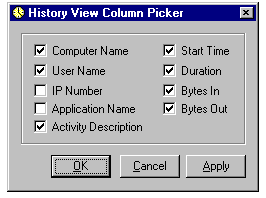 History View Column Picker
Computer Name
User Name
IP Number
Application Name
Activity Description
Start Time
Duration
Bytes In
Bytes Out
OK
Cancel
Apply